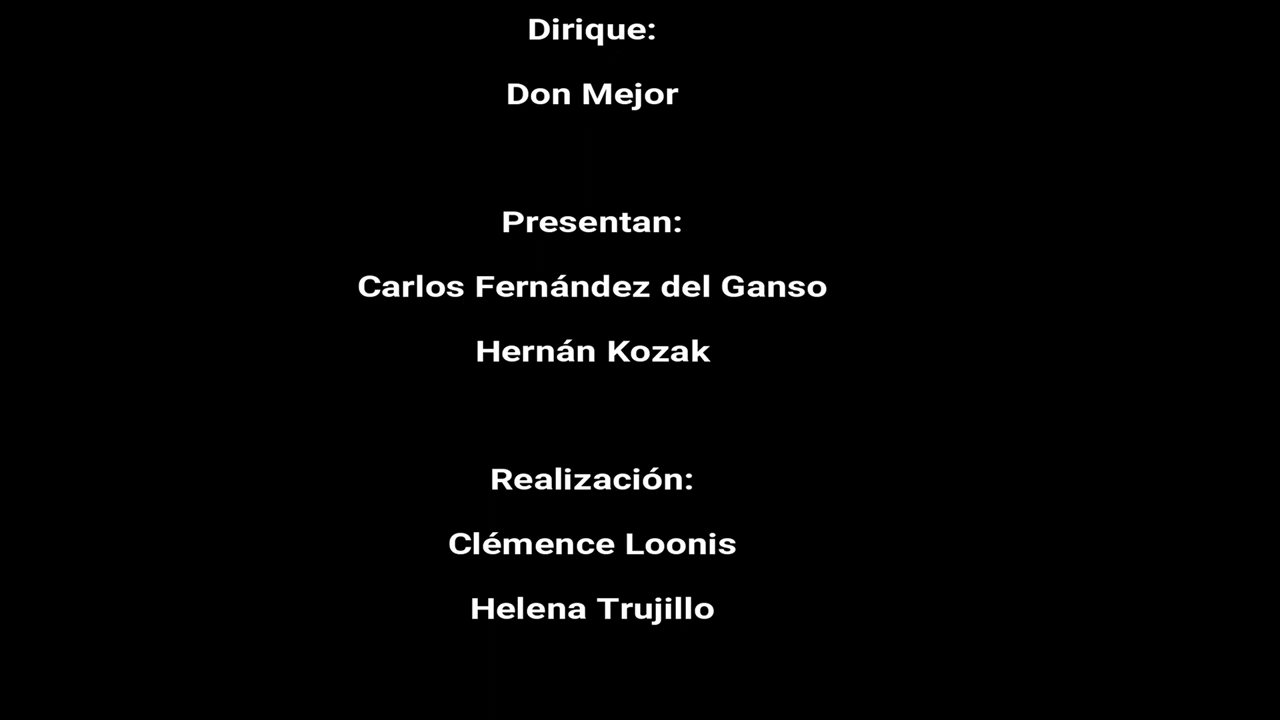 Dirique:
Don Mejor
Presentan:
Carlos Fernández del Ganso
Hernán Kozak
Realización:
Clémence Loonis
Helena Trujillo